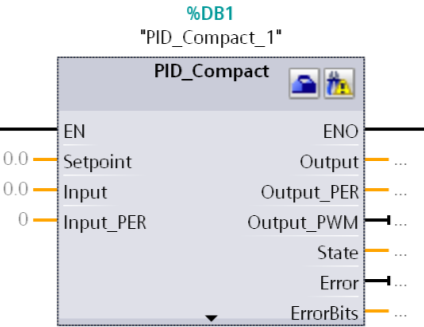 %DB1
"PID_Compact_1"
PID_Compact
EN ENO
0.0 Setpoint Output ...
0.0 Input Output_PER ...
0 Input_PER Output_PWM ...
State ...
Error ...
ErrorBits ...